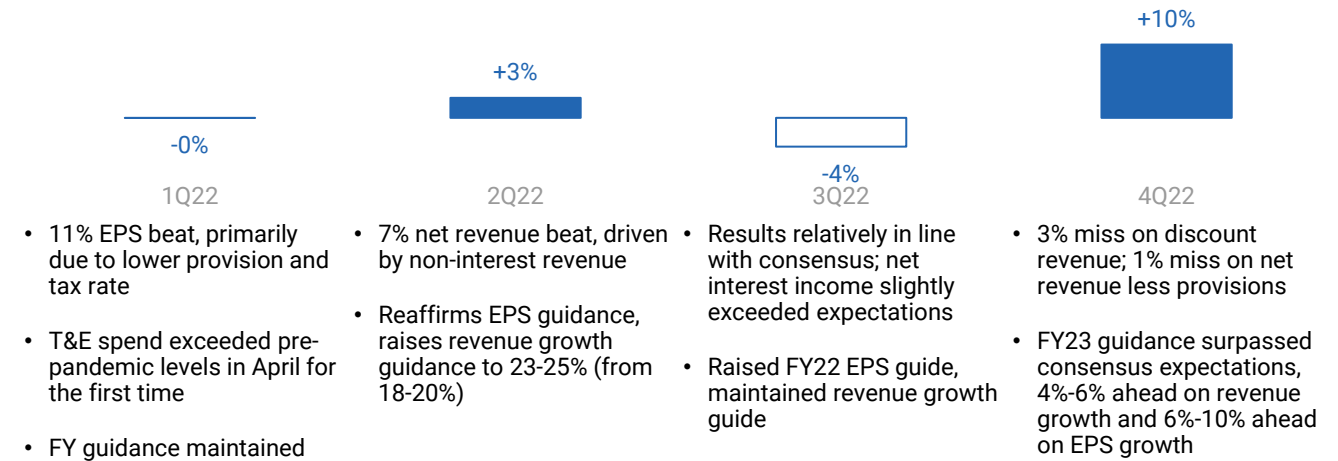 +10%
+3%
-0%
-4%
1Q22
2Q22
3Q22
4Q22
• 11% EPS beat, primarily
due to lower provision and
tax rate
• T&E spend exceeded pre-
pandemic levels in April for
the first time
• FY guidance maintained
• 7% net revenue beat, driven
by non-interest revenue
• Reaffirms EPS guidance,
raises revenue growth
guidance to 23-25% (from
18-20%)
• Results relatively in line
with consensus; net
interest income slightly
exceeded expectations
• Raised FY22 EPS guide,
maintained revenue growth
guide
• 3% miss on discount
revenue; 1% miss on net
revenue less provisions
• FY23 guidance surpassed
consensus expectations,
4%-6% ahead on revenue
growth and 6%-10% ahead
on EPS growth